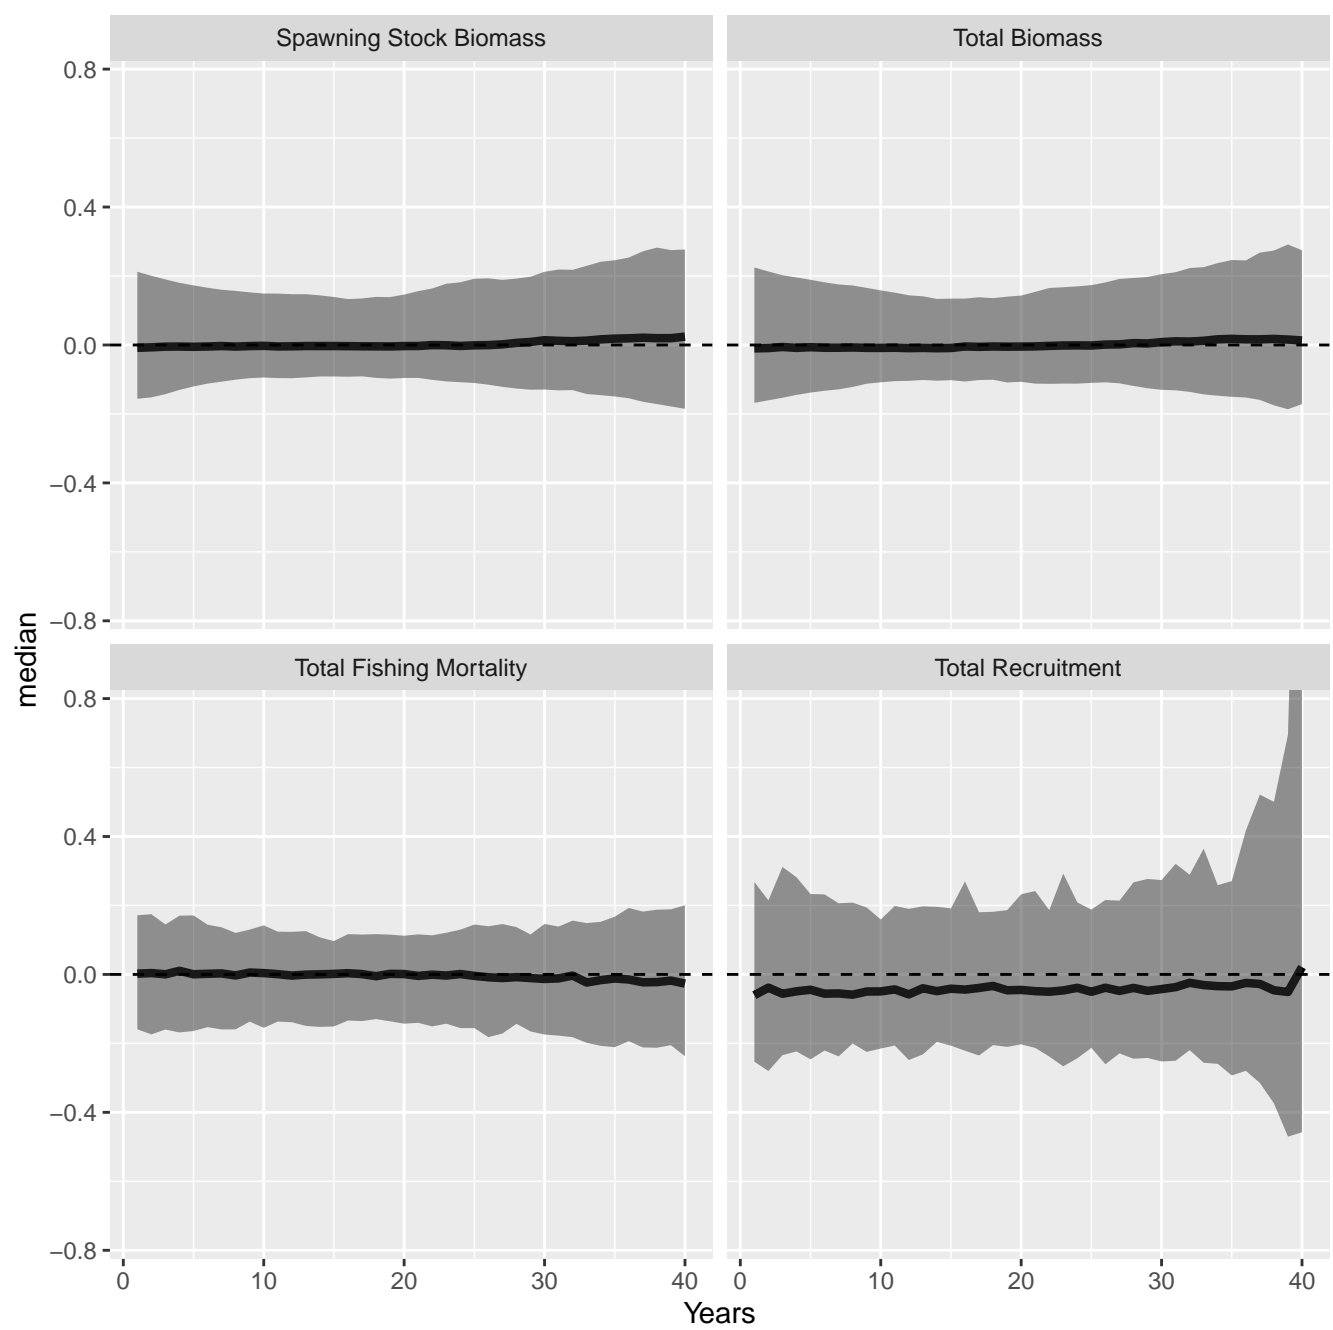 Spawning Stock Biomass
Total Biomass
0.8
0.4
0.0
−0.4
−0.8
median
Total Fishing Mortality
Total Recruitment
0.8
0.4
0.0
−0.4
−0.8
0 10 20 30 40
0 10 20 30 40
Years